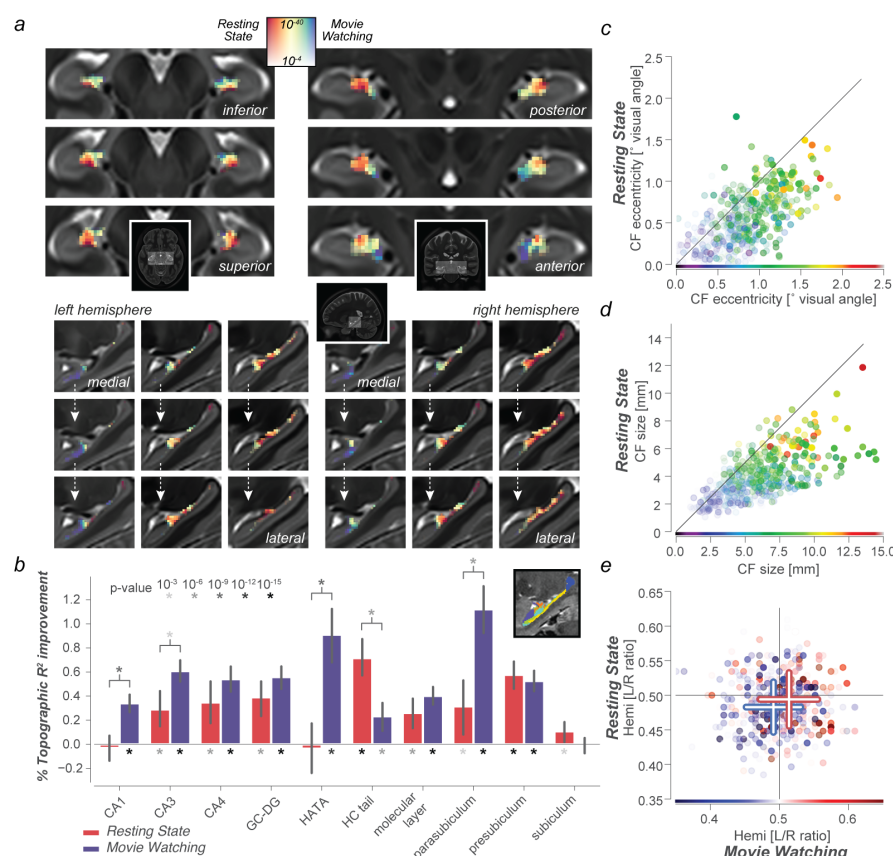 a
Resting State
Movie Watching
10-40
10-4
inferior
posterior
superior
anterior
left hemisphere
right hemisphere
medial
medial
lateral
lateral
b
p-value 10-3 10-6 10-9 10-12 10-15
* * * * *
% Topographic R2 improvement
1.2
1.0
0.8
0.6
0.4
0.2
0.0
−0.2
CA1
CA3
CA4
GC-DG
HATA
HC tail
molecular layer
parasubiculum
presubiculum
subiculum
Resting State
Movie Watching
c
Resting State
CF eccentricity [° visual angle]
2.5
2.0
1.5
1.0
0.5
0.0
0.0 0.5 1.0 1.5 2.0 2.5
CF eccentricity [° visual angle]
d
Resting State
CF size [mm]
14
12
10
8
6
4
2
0
0.0 2.5 5.0 7.5 10.0 12.5 15.0
CF size [mm]
e
Resting State
Hemi [L/R ratio]
0.65
0.60
0.55
0.50
0.45
0.40
0.35
0.4 0.5 0.6
Hemi [L/R ratio]
Movie Watching